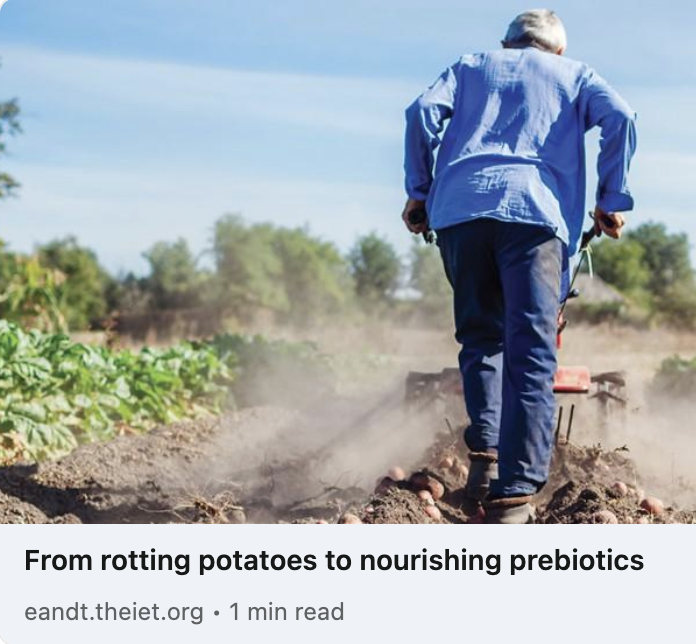 From rotting potatoes to nourishing prebiotics
eandt.theiet.org • 1 min read